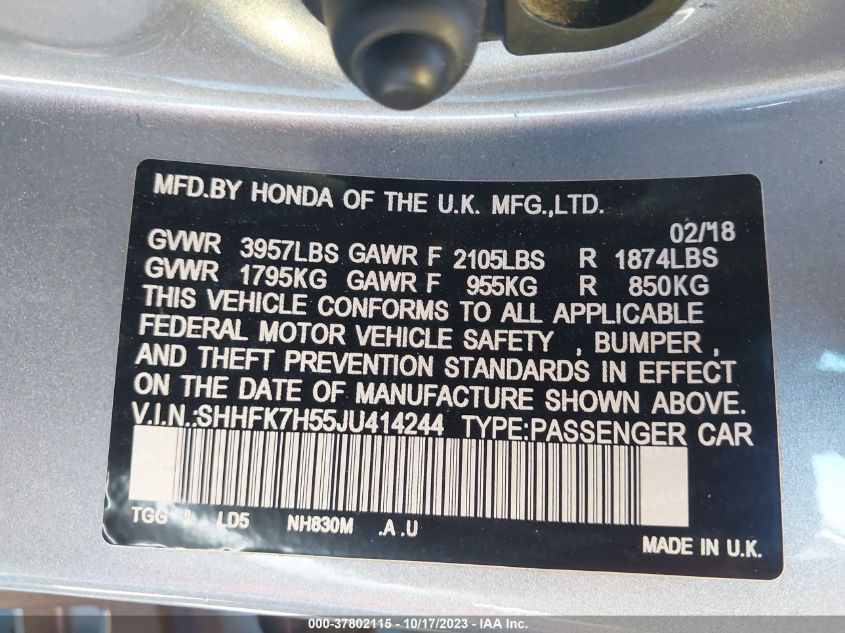 MFD.BY HONDA OF THE U.K. MFG.,LTD.
02/18
GVWR 3957LBS GAWR F 2105LBS R 1874LBS
GVWR 1795KG GAWR F 955KG R 850KG
THIS VEHICLE CONFORMS TO ALL APPLICABLE
FEDERAL MOTOR VEHICLE SAFETY , BUMPER ,
AND THEFT PREVENTION STANDARDS IN EFFECT
ON THE DATE OF MANUFACTURE SHOWN ABOVE.
V.I.N.:SHHFK7H55JU414244 TYPE:PASSENGER CAR
TGG LD5 NH830M .A .U
MADE IN U.K.
000-37802115 - 10/17/2023 - © IAA Inc.